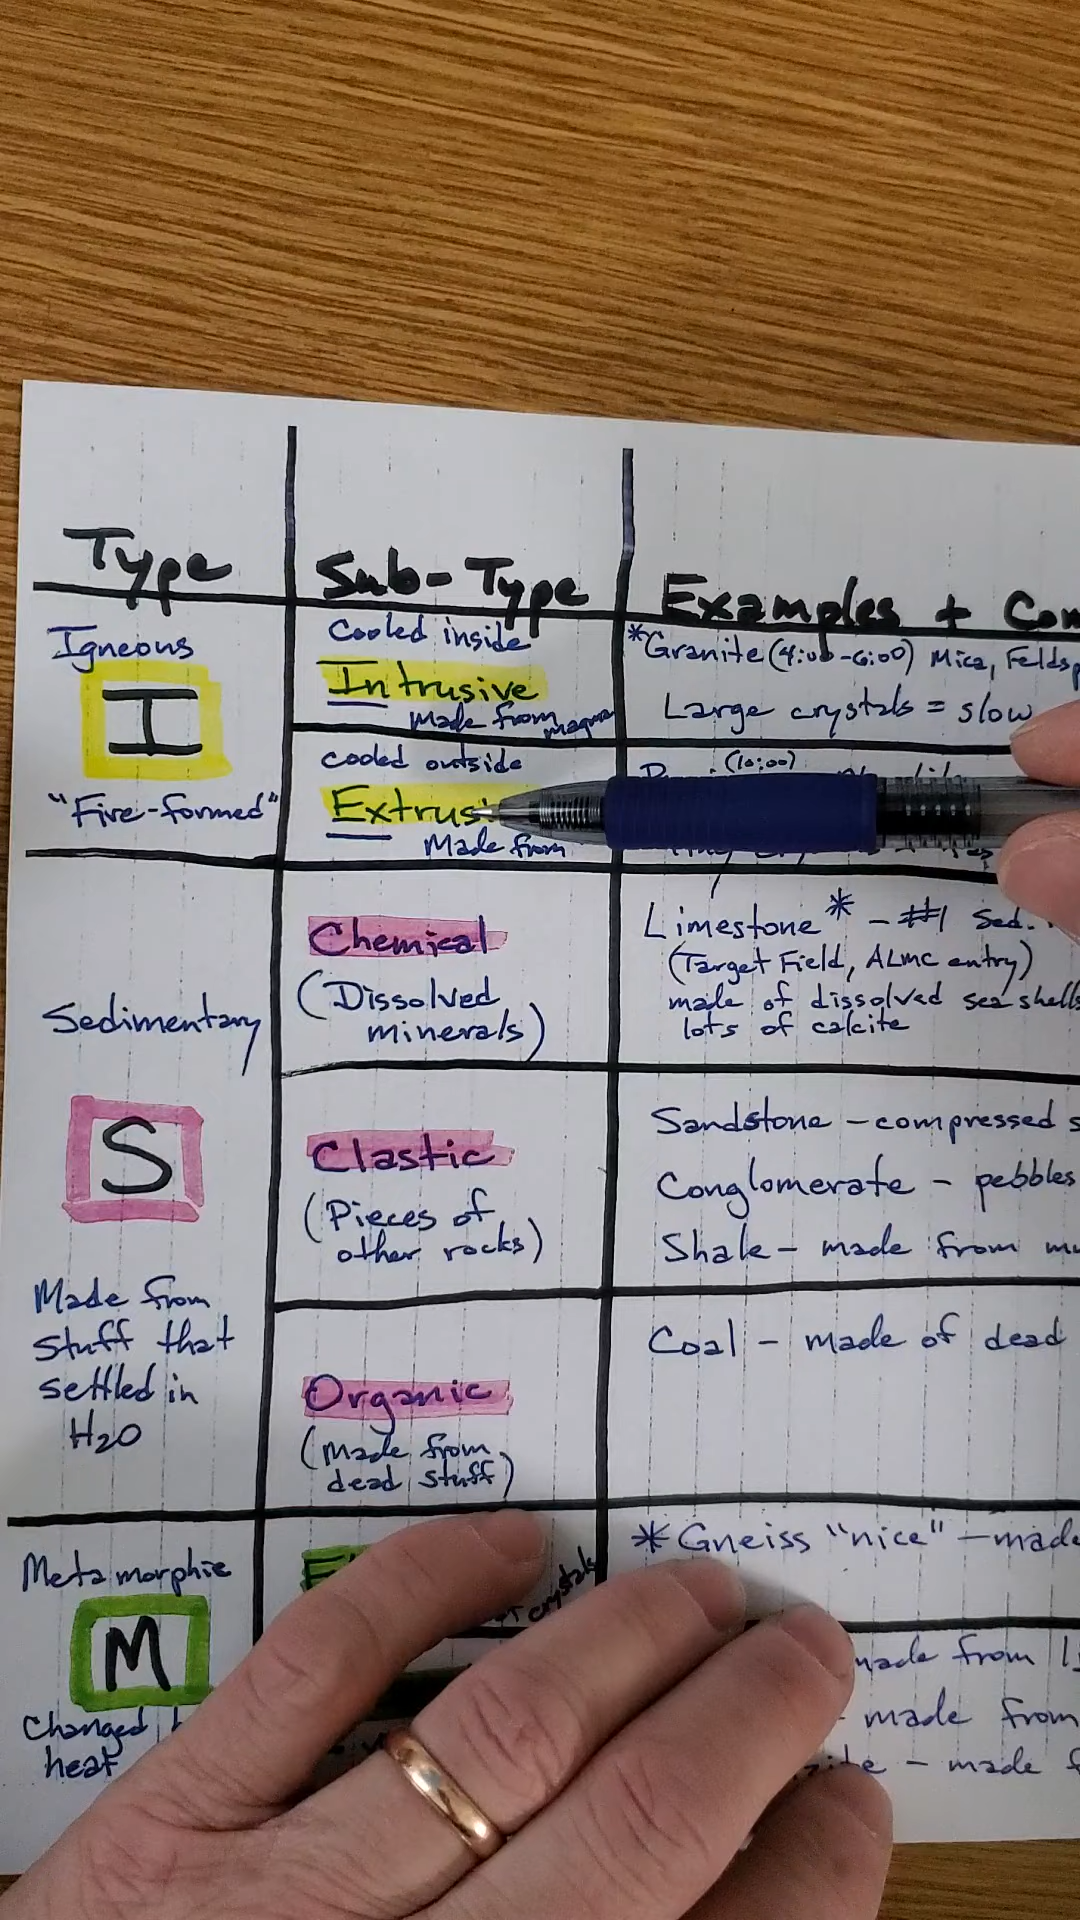 Type
Sub-Type
Examples +
Igneous
I
"Fire-formed"
Cooled inside
Intrusive
Made from magma
*Granite (4:00-6:00) Mica,
Large crystals = slow
cooled outside
Made from
(10:00)
Sedimentary
S
Made from
stuff that
settled in
H2O
Chemical
(Dissolved
minerals)
Limestone * - #1 Sed.
(Target Field, ALMC entry)
made of dissolved sea shells
lots of calcite
Clastic
(Pieces of
other rocks)
Sandstone - compressed
Conglomerate - pebbles
Shale - made from
Organic
(Made from
dead stuff)
Coal - made of dead
Metamorphic
M
Changed
heat
crystals
* Gneiss "nice" - made
made from
- made from
- made